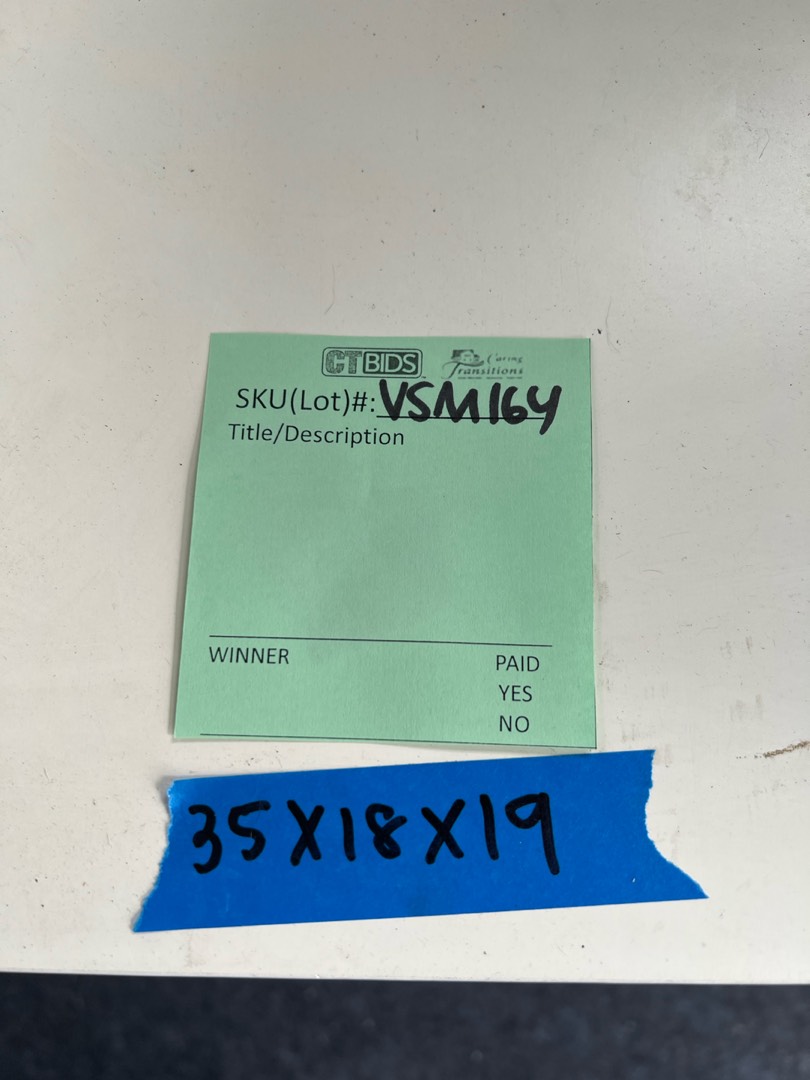 CTBIDS
Caring
Transitions
SKU(Lot)#: VSM164
Title/Description
WINNER PAID
YES
NO
35X18X19